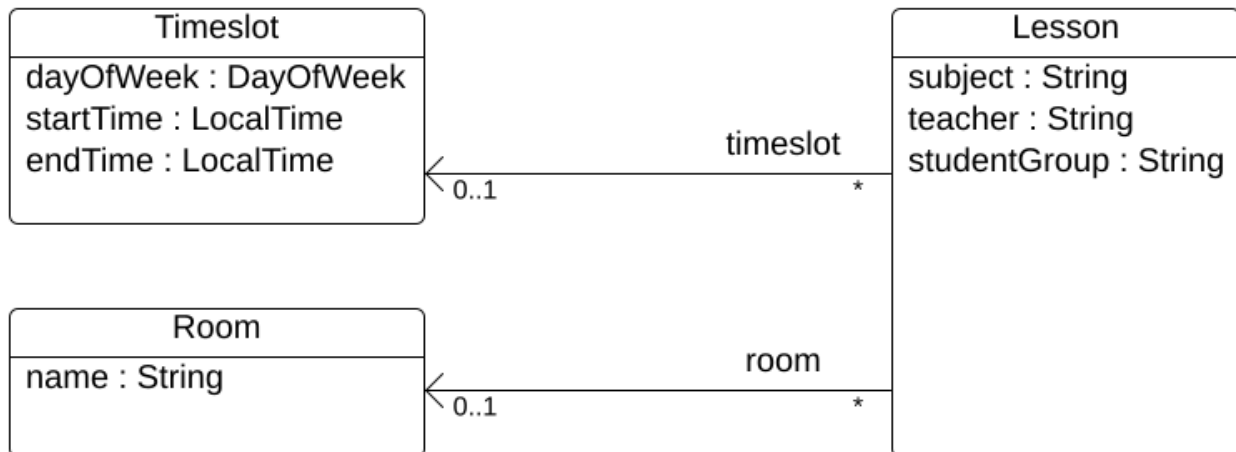 Timeslot
dayOfWeek : DayOfWeek
startTime : LocalTime
endTime : LocalTime
timeslot
0..1
*
Lesson
subject : String
teacher : String
studentGroup : String
Room
name : String
room
0..1
*